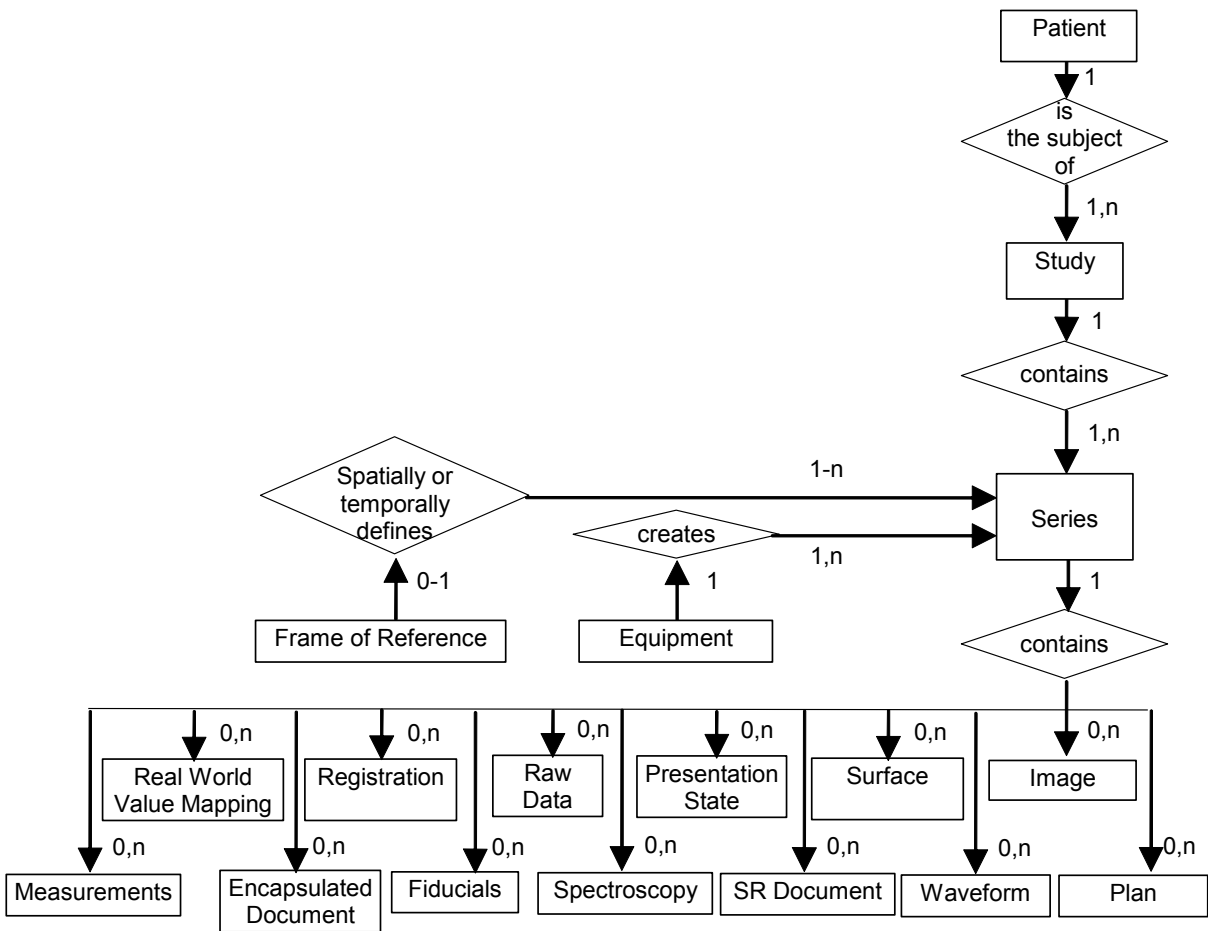 Patient
1
is
the subject
of
1,n
Study
1
contains
1,n
Spatially or
temporally
defines
1-n
Series
creates
1,n
0-1
1
1
Frame of Reference
Equipment
contains
0,n
0,n
0,n
0,n
0,n
0,n
Real World
Value Mapping
Registration
Raw
Data
Presentation
State
Surface
Image
0,n
0,n
0,n
0,n
0,n
0,n
0,n
Measurements
Encapsulated
Document
Fiducials
Spectroscopy
SR Document
Waveform
Plan